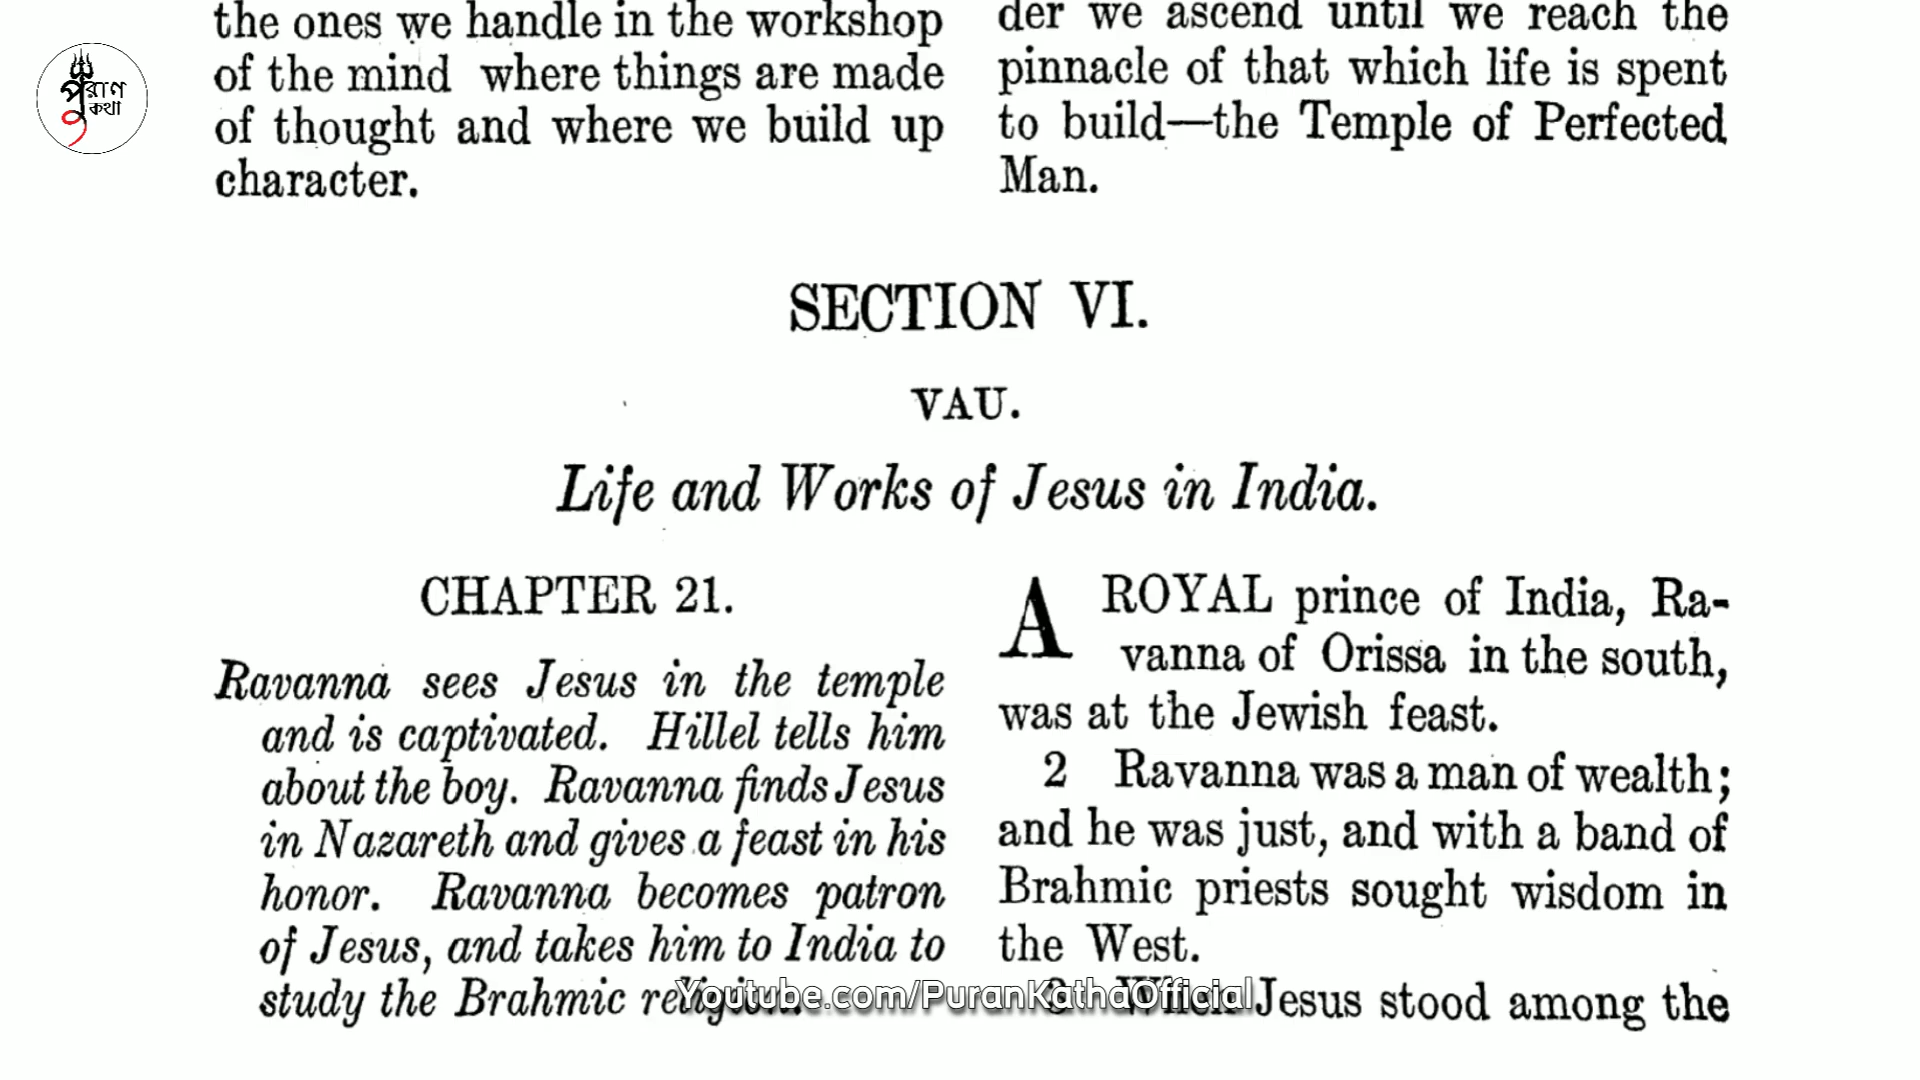 পুরাণ
কথা
the ones we handle in the workshop
of the mind where things are made
of thought and where we build up
character.
der we ascend until we reach the
pinnacle of that which life is spent
to build—the Temple of Perfected
Man.
SECTION VI.
VAU.
Life and Works of Jesus in India.
CHAPTER 21.
Ravanna sees Jesus in the temple
and is captivated. Hillel tells him
about the boy. Ravanna finds Jesus
in Nazareth and gives a feast in his
honor. Ravanna becomes patron
of Jesus, and takes him to India to
study the Brahmic religion.
A ROYAL prince of India, Ra-
vanna of Orissa in the south,
was at the Jewish feast.
2 Ravanna was a man of wealth;
and he was just, and with a band of
Brahmic priests sought wisdom in
the West.
3 When Jesus stood among the
Youtube.com/PuranKathaOfficial